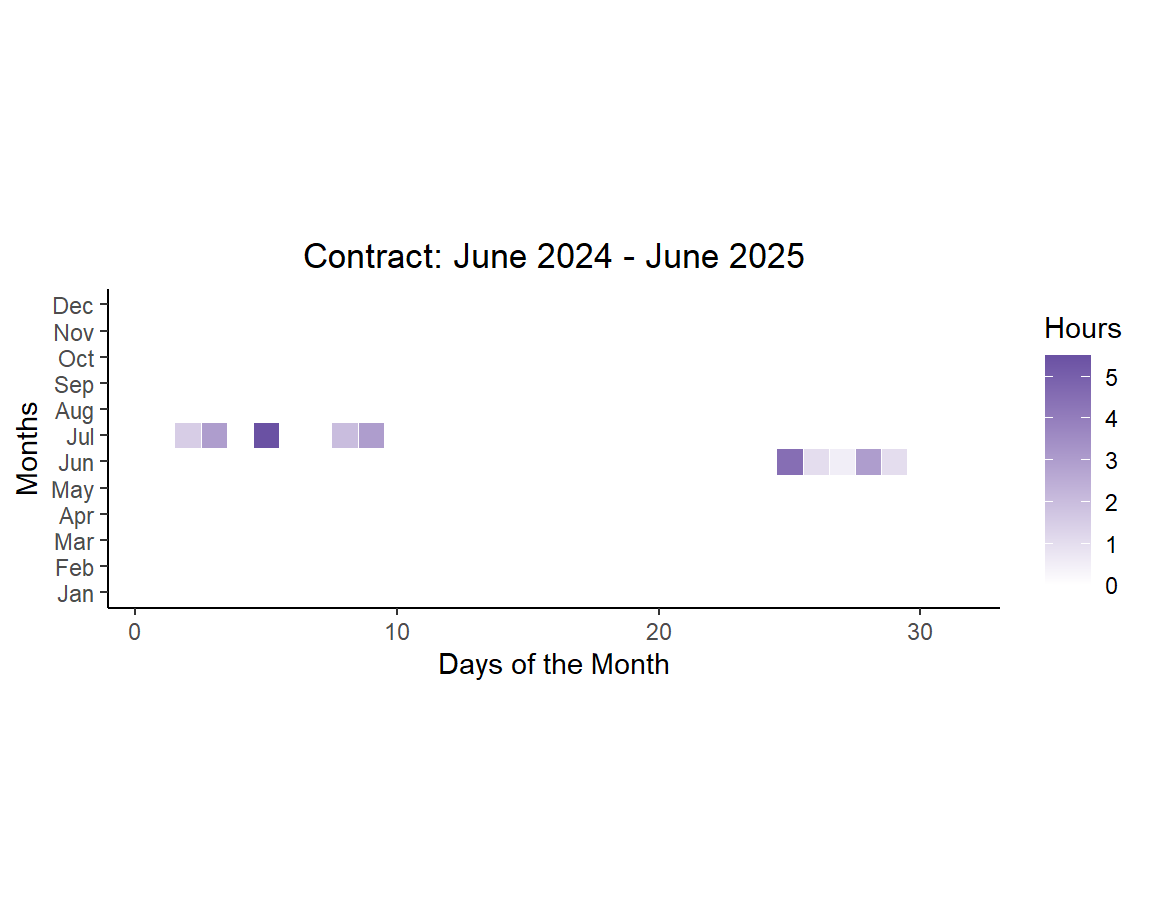 Contract: June 2024 - June 2025
Months
Dec
Nov
Oct
Sep
Aug
Jul
Jun
May
Apr
Mar
Feb
Jan
0 10 20 30
Days of the Month
Hours
5
4
3
2
1
0